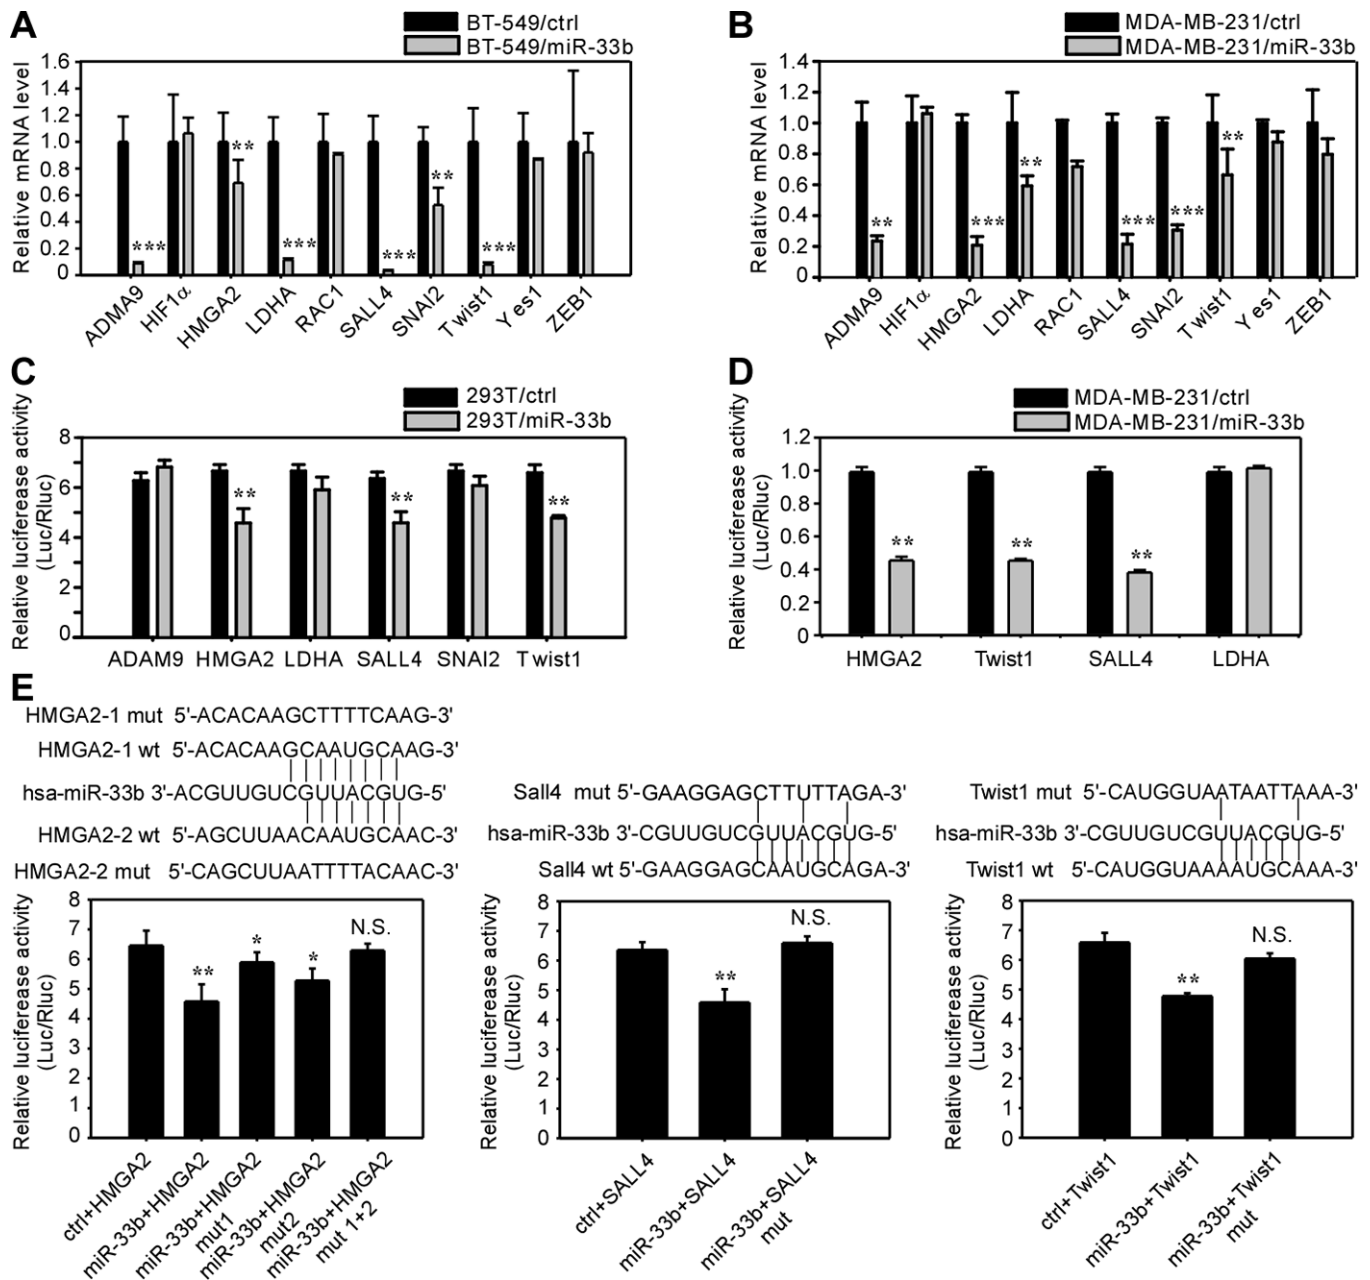 A
BT-549/ctrl
BT-549/miR-33b
Relative mRNA level
1.6
1.4
1.2
1.0
0.8
0.6
0.4
0.2
0
***
**
***
***
**
***
ADMA9
HIF1α
HMGA2
LDHA
RAC1
SALL4
SNAI2
Twist1
Yes1
ZEB1
B
MDA-MB-231/ctrl
MDA-MB-231/miR-33b
Relative mRNA level
1.4
1.2
1.0
0.8
0.6
0.4
0.2
0
**
***
**
***
***
**
ADMA9
HIF1α
HMGA2
LDHA
RAC1
SALL4
SNAI2
Twist1
Yes1
ZEB1
C
293T/ctrl
293T/miR-33b
Relative luciferease activity
(Luc/Rluc)
8
6
4
2
0
**
**
**
ADAM9 HMGA2 LDHA SALL4 SNAI2 Twist1
D
MDA-MB-231/ctrl
MDA-MB-231/miR-33b
Relative luciferease activity
(Luc/Rluc)
1.2
1.0
0.8
0.6
0.4
0.2
0
**
**
**
HMGA2 Twist1 SALL4 LDHA
E
HMGA2-1 mut 5'-ACACAAGCTTTTCAAG-3'
HMGA2-1 wt 5'-ACACAAGCAAUGCAAG-3'
hsa-miR-33b 3'-ACGUUGUCGUUACGUG-5'
HMGA2-2 wt 5'-AGCUUAACAAUGCAAC-3'
HMGA2-2 mut 5'-CAGCUUAATTTTACAAC-3'
Relative luciferease activity
(Luc/Rluc)
8
7
6
5
4
3
2
1
0
**
*
*
N.S.
ctrl+HMGA2
miR-33b+HMGA2
miR-33b+HMGA2
mut1
miR-33b+HMGA2
mut2
miR-33b+HMGA2
mut 1+2
Sall4 mut 5'-GAAGGAGCTTUTTAGA-3'
hsa-miR-33b 3'-CGUUGUCGUUACGUG-5'
Sall4 wt 5'-GAAGGAGCAAUGCAGA-3'
Relative luciferease activity
(Luc/Rluc)
8
7
6
5
4
3
2
1
0
**
N.S.
ctrl+SALL4
miR-33b+SALL4
miR-33b+SALL4
mut
Twist1 mut 5'-CAUGGUAATAATTAAA-3'
hsa-miR-33b 3'-CGUUGUCGUUACGUG-5'
Twist1 wt 5'-CAUGGUAAAAUGCAAA-3'
Relative luciferease activity
(Luc/Rluc)
8
7
6
5
4
3
2
1
0
**
N.S.
ctrl+Twist1
miR-33b+Twist1
miR-33b+Twist1
mut